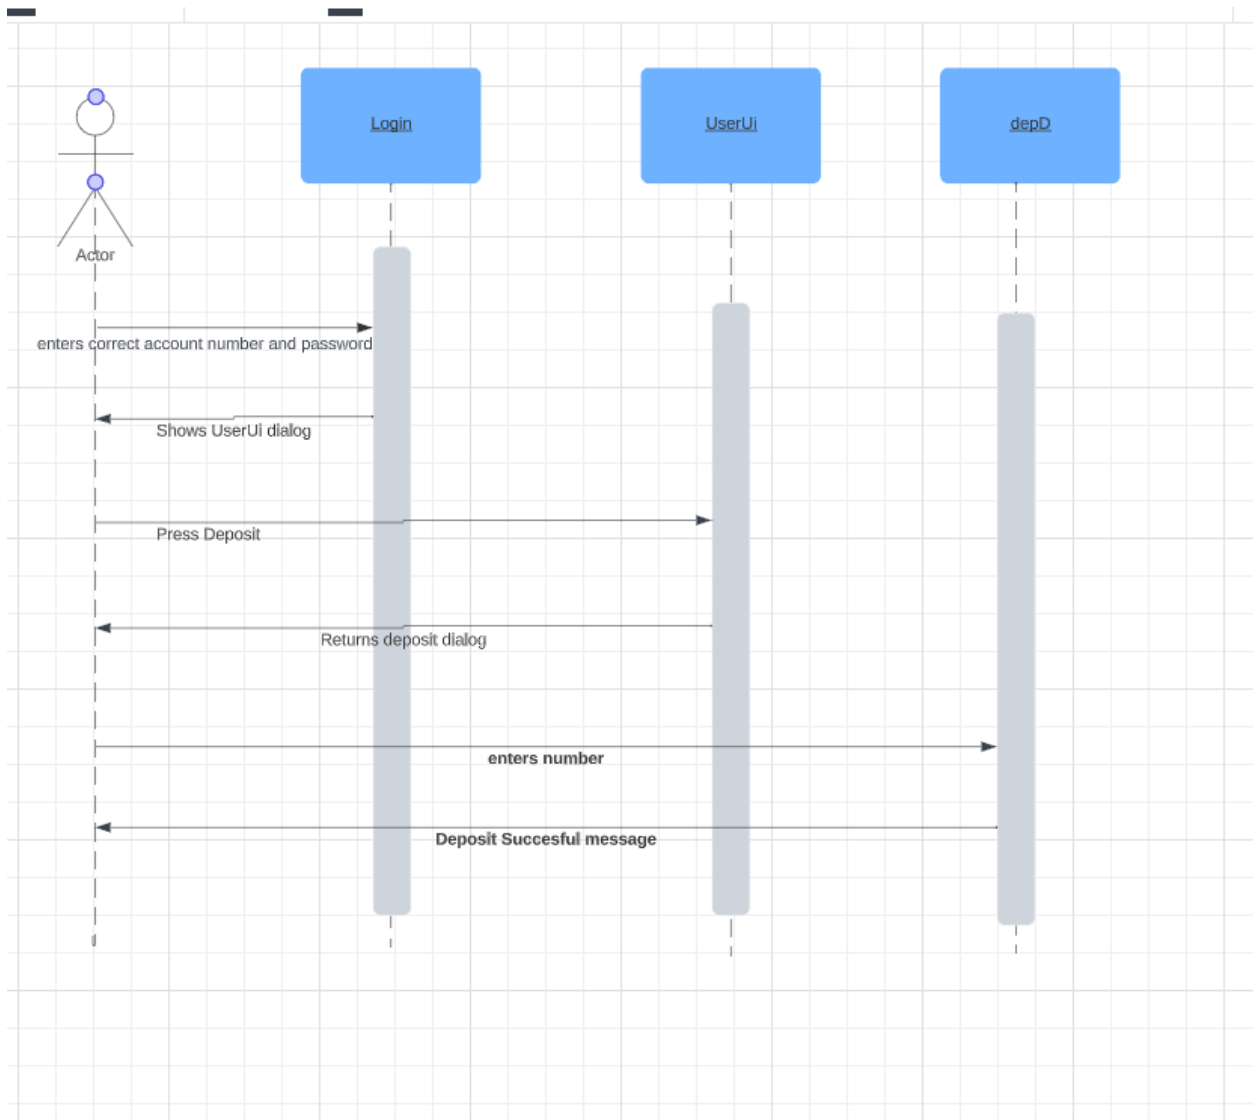 Login
UserUi
depD
Actor
enters correct account number and password
Shows UserUi dialog
Press Deposit
Returns deposit dialog
enters number
Deposit Succesful message